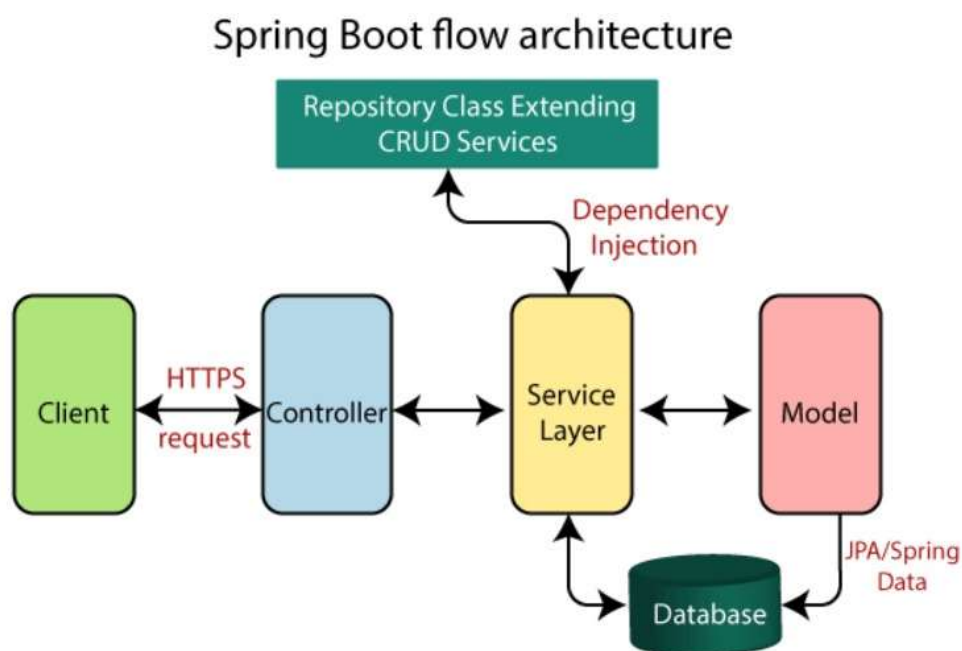 Spring Boot flow architecture
Repository Class Extending
CRUD Services
Dependency
Injection
Client
HTTPS
request
Controller
Service
Layer
Model
JPA/Spring
Data
Database